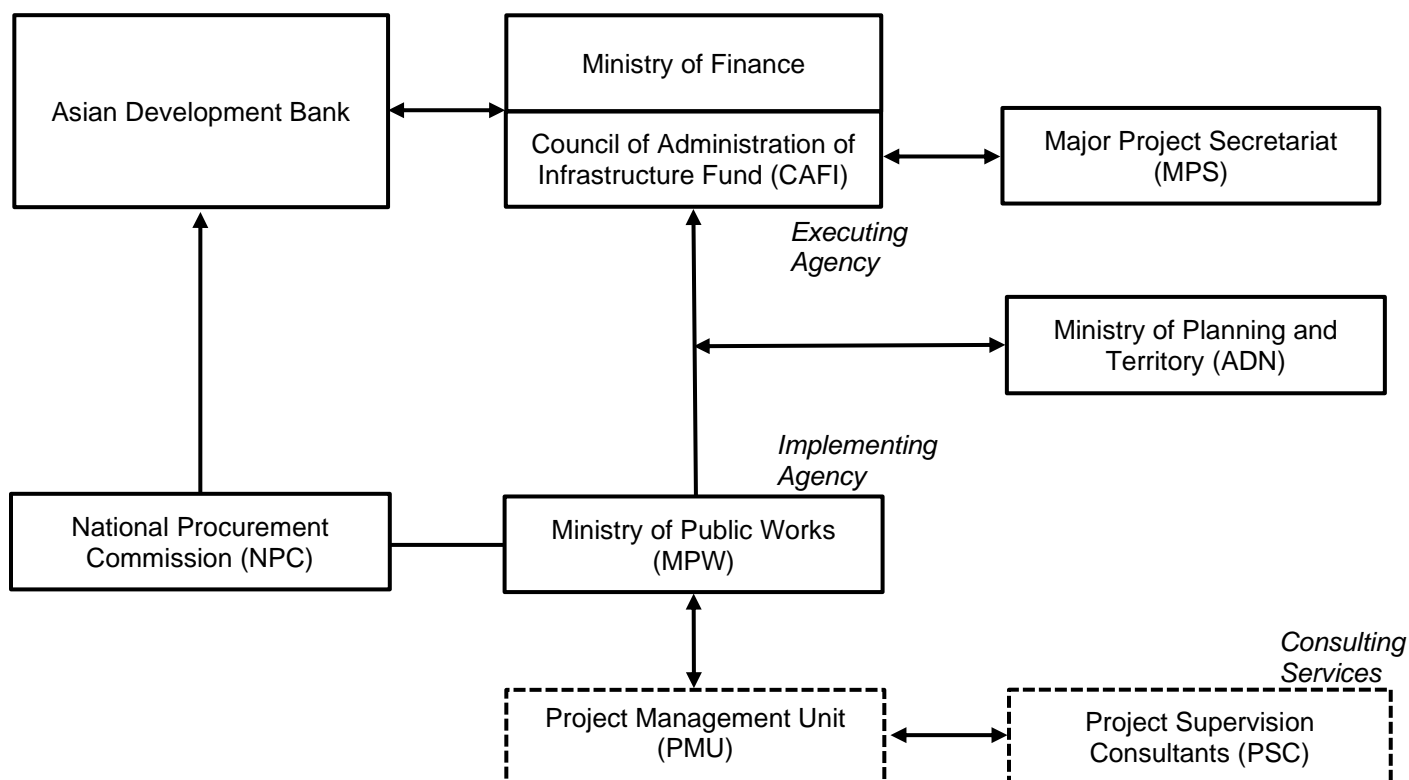 Ministry of Finance
Asian Development Bank
Council of Administration of
Infrastructure Fund (CAFI)
Major Project Secretariat
(MPS)
Executing
Agency
Ministry of Planning and
Territory (ADN)
Implementing
Agency
National Procurement
Commission (NPC)
Ministry of Public Works
(MPW)
Consulting
Services
Project Management Unit
(PMU)
Project Supervision
Consultants (PSC)